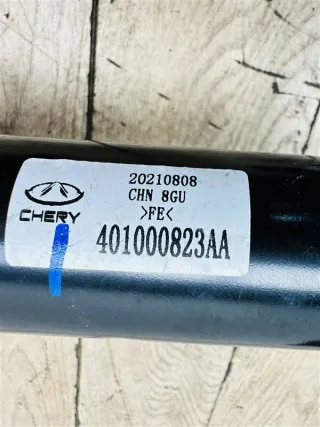 20210808
CHN 8GU
>FE<
CHERY
401000823AA